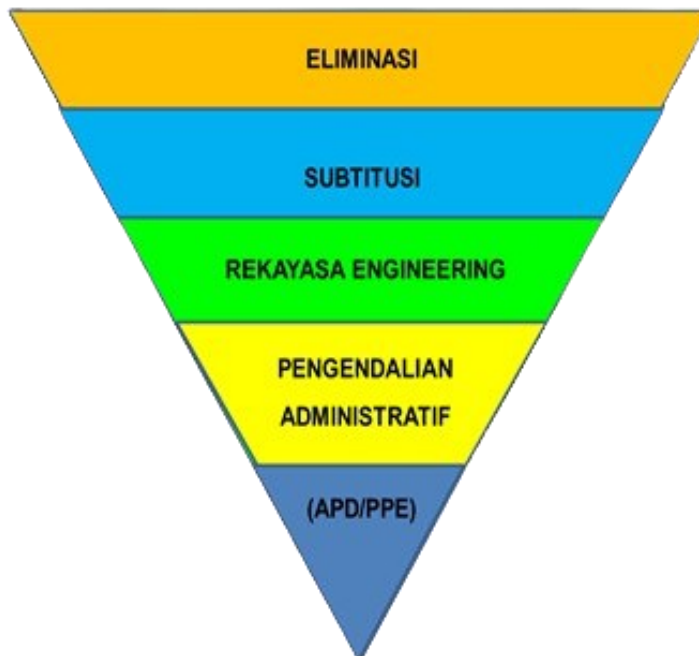 ELIMINASI
SUBTITUSI
REKAYASA ENGINEERING
PENGENDALIAN
ADMINISTRATIF
(APD/PPE)